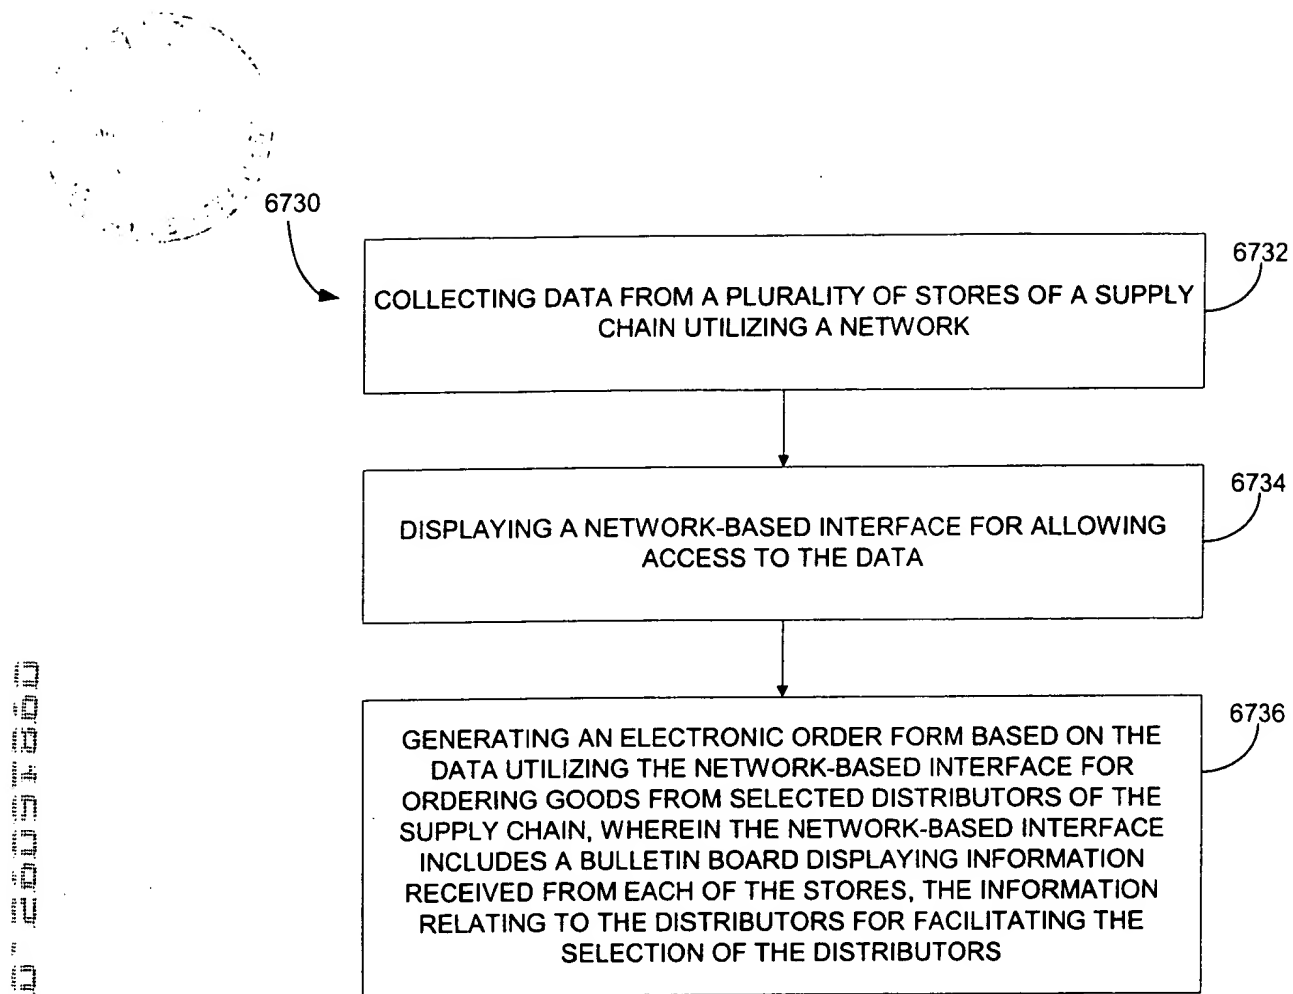 6730
6732
COLLECTING DATA FROM A PLURALITY OF STORES OF A SUPPLY
CHAIN UTILIZING A NETWORK
6734
DISPLAYING A NETWORK-BASED INTERFACE FOR ALLOWING
ACCESS TO THE DATA
6736
GENERATING AN ELECTRONIC ORDER FORM BASED ON THE
DATA UTILIZING THE NETWORK-BASED INTERFACE FOR
ORDERING GOODS FROM SELECTED DISTRIBUTORS OF THE
SUPPLY CHAIN, WHEREIN THE NETWORK-BASED INTERFACE
INCLUDES A BULLETIN BOARD DISPLAYING INFORMATION
RECEIVED FROM EACH OF THE STORES, THE INFORMATION
RELATING TO THE DISTRIBUTORS FOR FACILITATING THE
SELECTION OF THE DISTRIBUTORS